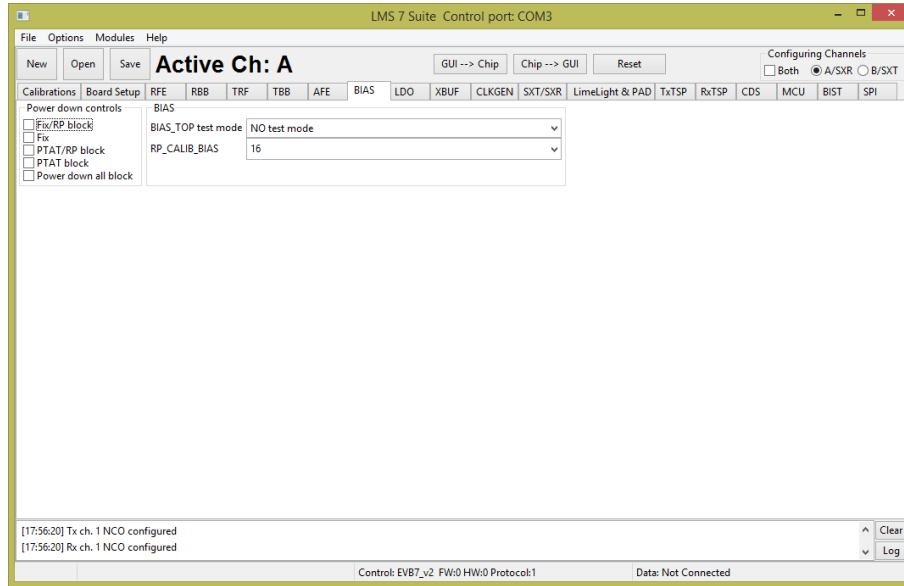 LMS 7 Suite Control port: COM3
File Options Modules Help
New Open Save Active Ch: A GUI --> Chip Chip --> GUI Reset
Configuring Channels
Both A/SXR B/SXT
Calibrations Board Setup RFE RBB TRF TBB AFE BIAS LDO XBUF CLKGEN SXT/SXR LimeLight & PAD TxTSP RxTSP CDS MCU BIST SPI
Power down controls
Fix/RP block
Fix
PTAT/RP block
PTAT block
Power down all block
BIAS
BIAS_TOP test mode NO test mode
RP_CALIB_BIAS 16
[17:56:20] Tx ch. 1 NCO configured
[17:56:20] Rx ch. 1 NCO configured
Clear
Log
Control: EVB7_v2 FW:0 HW:0 Protocol:1 Data: Not Connected